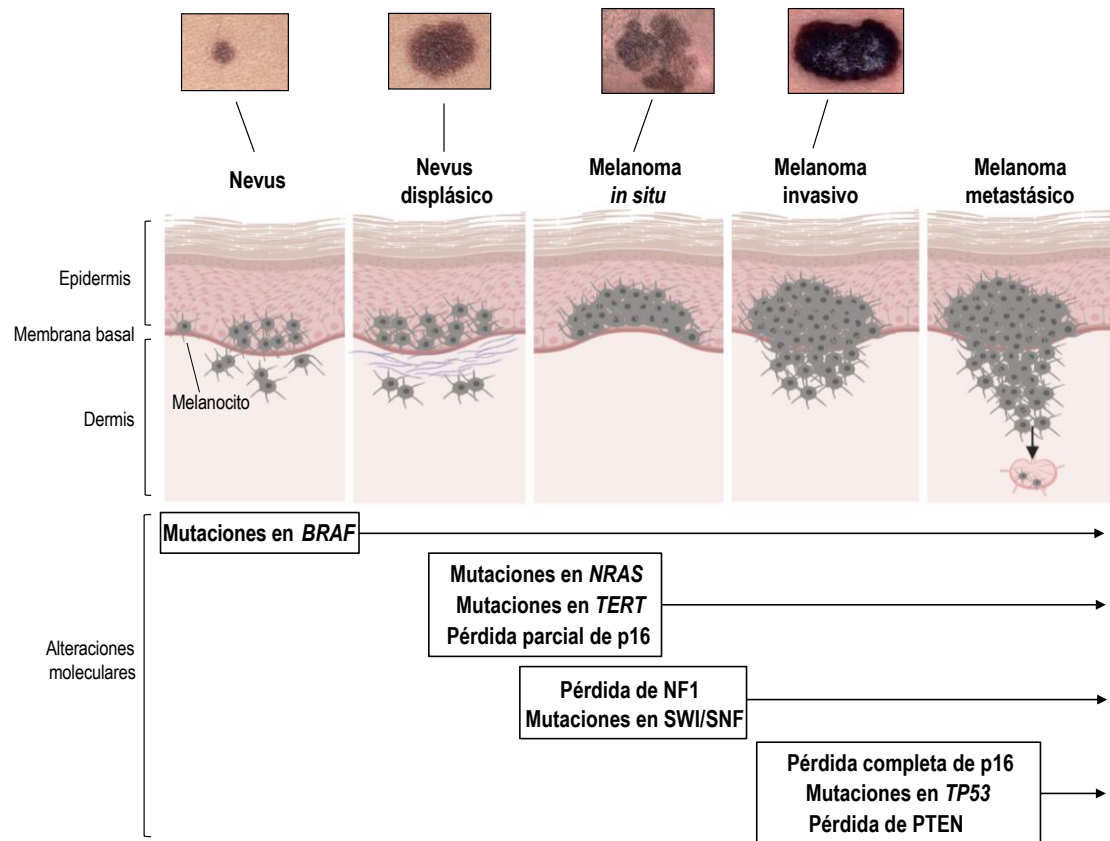 Nevus
Nevus
displásico
Melanoma
in situ
Melanoma
invasivo
Melanoma
metastásico
Epidermis
Membrana basal
Melanocito
Dermis
Alteraciones
moleculares
Mutaciones en BRAF
Mutaciones en NRAS
Mutaciones en TERT
Pérdida parcial de p16
Pérdida de NF1
Mutaciones en SWI/SNF
Pérdida completa de p16
Mutaciones en TP53
Pérdida de PTEN